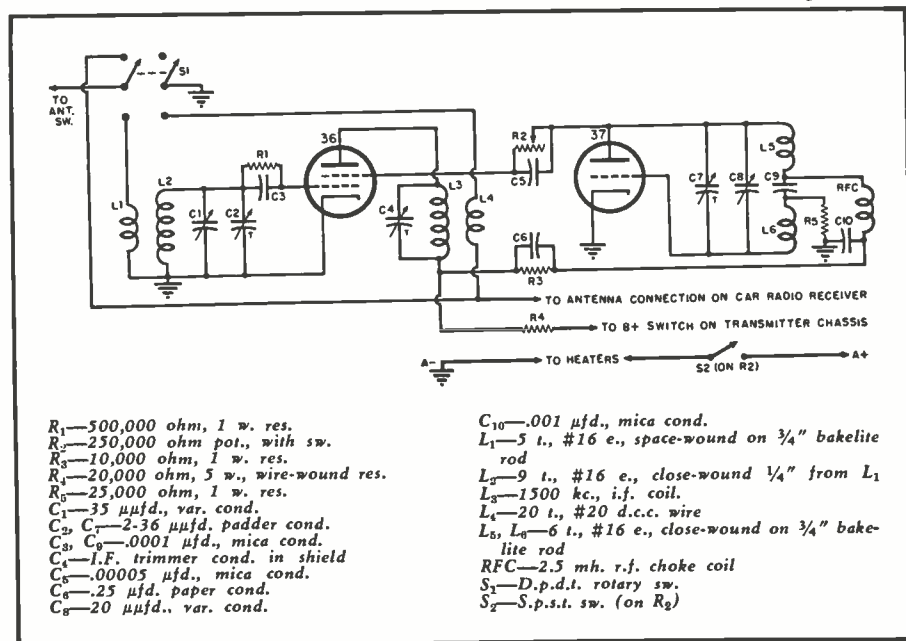 S1
TO
ANT.
SW.
36
37
R1
R2
L5
L2
C3
C5
L3
C7
C8
C9
RFC
L1
C1
C2
C4
L4
R5
C10
T
T
T
L6
C6
R3
TO ANTENNA CONNECTION ON CAR RADIO RECEIVER
R4
TO B+ SWITCH ON TRANSMITTER CHASSIS
A-
TO HEATERS
S2 (ON R2)
A+
R₁—500,000 ohm, 1 w. res.
R₂—250,000 ohm pot., with sw.
R₃—10,000 ohm, 1 w. res.
R₄—20,000 ohm, 5 w., wire-wound res.
R₅—25,000 ohm, 1 w. res.
C₁—35 μμfd., var. cond.
C₂, C₇—2-36 μμfd. padder cond.
C₃, C₉—.0001 μfd., mica cond.
C₄—I.F. trimmer cond. in shield
C₅—.00005 μfd., mica cond.
C₆—.25 μfd. paper cond.
C₈—20 μμfd., var. cond.
C₁₀—.001 μfd., mica cond.
L₁—5 t., #16 e., space-wound on ¾" bakelite
rod
L₂—9 t., #16 e., close-wound ¼" from L₁
L₃—1500 kc., i.f. coil.
L₄—20 t., #20 d.c.c. wire
L₅, L₆—6 t., #16 e., close-wound on ¾" bake-
lite rod
RFC—2.5 mh. r.f. choke coil
S₁—D.p.d.t. rotary sw.
S₂—S.p.s.t. sw. (on R₂)